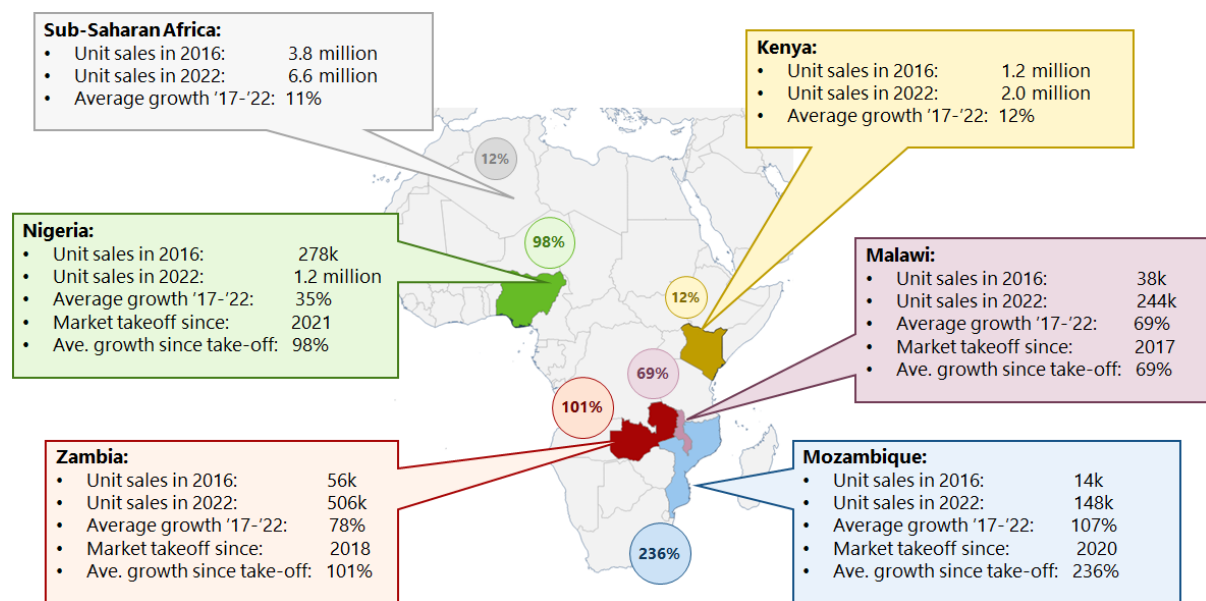 Sub-Saharan Africa:
• Unit sales in 2016: 3.8 million
• Unit sales in 2022: 6.6 million
• Average growth ’17-’22: 11%
Kenya:
• Unit sales in 2016: 1.2 million
• Unit sales in 2022: 2.0 million
• Average growth ’17-’22: 12%
12%
Nigeria:
• Unit sales in 2016: 278k
• Unit sales in 2022: 1.2 million
• Average growth ’17-’22: 35%
• Market takeoff since: 2021
• Ave. growth since take-off: 98%
98%
12%
Malawi:
• Unit sales in 2016: 38k
• Unit sales in 2022: 244k
• Average growth ’17-’22: 69%
• Market takeoff since: 2017
• Ave. growth since take-off: 69%
69%
101%
Zambia:
• Unit sales in 2016: 56k
• Unit sales in 2022: 506k
• Average growth ’17-’22: 78%
• Market takeoff since: 2018
• Ave. growth since take-off: 101%
Mozambique:
• Unit sales in 2016: 14k
• Unit sales in 2022: 148k
• Average growth ’17-’22: 107%
• Market takeoff since: 2020
• Ave. growth since take-off: 236%
236%